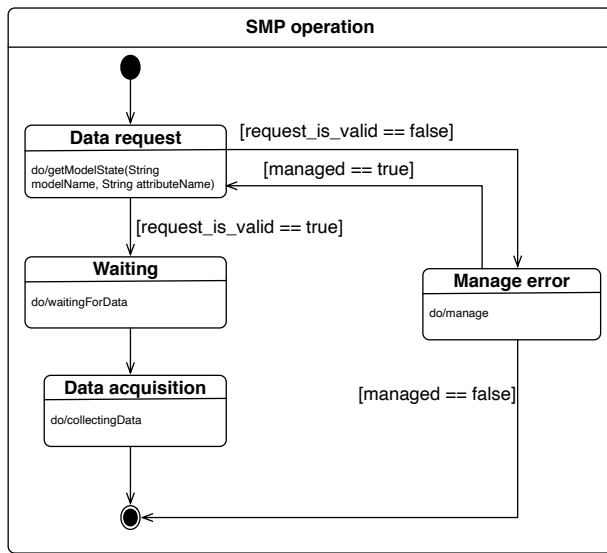 SMP operation
Data request
do/getModelState(String
modelName, String attributeName)
[request_is_valid == false]
[managed == true]
[request_is_valid == true]
Waiting
do/waitingForData
Manage error
do/manage
Data acquisition
do/collectingData
[managed == false]